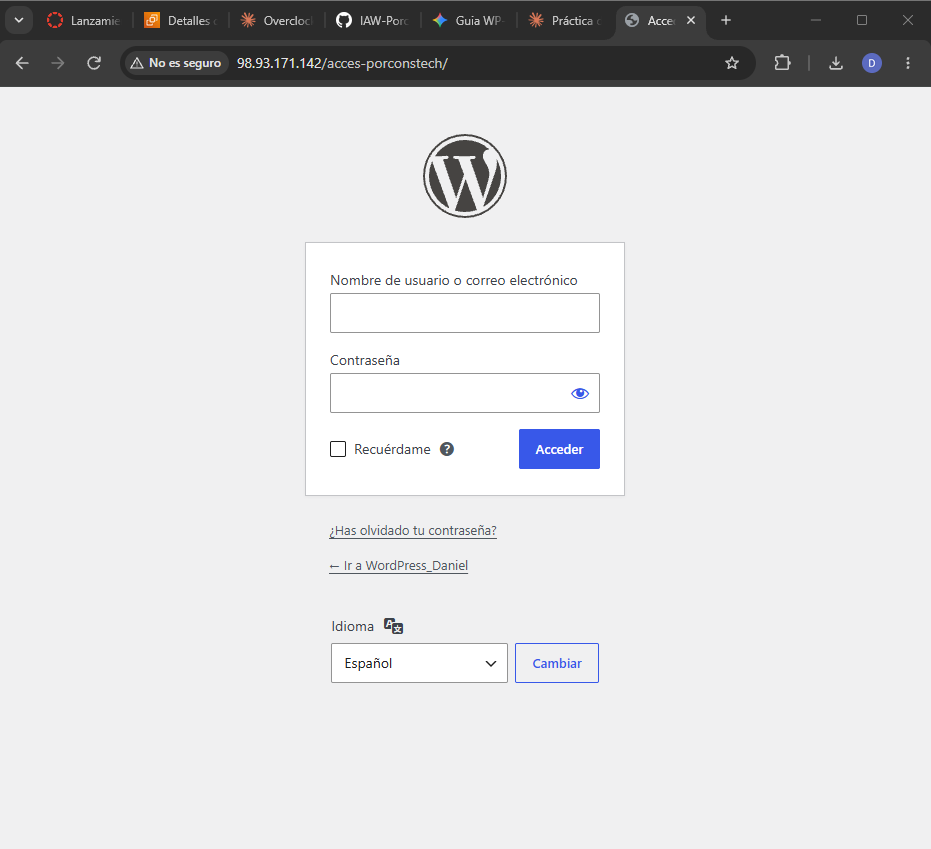 Lanzamie
Detalles
Overcloc
IAW-Porc
Guia WP-
Práctica
Acce
No es seguro
98.93.171.142/acces-porconstech/
D
Nombre de usuario o correo electrónico
Contraseña
Recuérdame ?
Acceder
¿Has olvidado tu contraseña?
← Ir a WordPress_Daniel
Idioma
Español
Cambiar